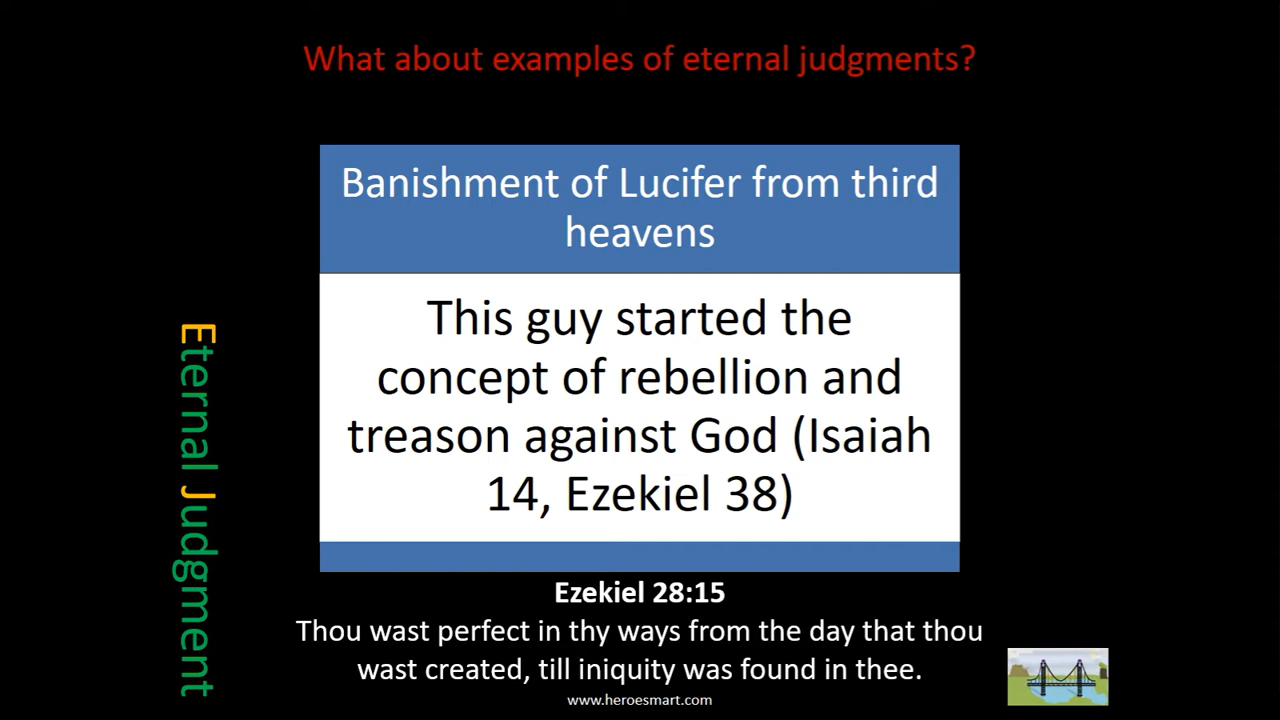 What about examples of eternal judgments?
Banishment of Lucifer from third
heavens
This guy started the
concept of rebellion and
treason against God (Isaiah
14, Ezekiel 38)
Eternal Judgment
Ezekiel 28:15
Thou wast perfect in thy ways from the day that thou
wast created, till iniquity was found in thee.
www.heroesmart.com